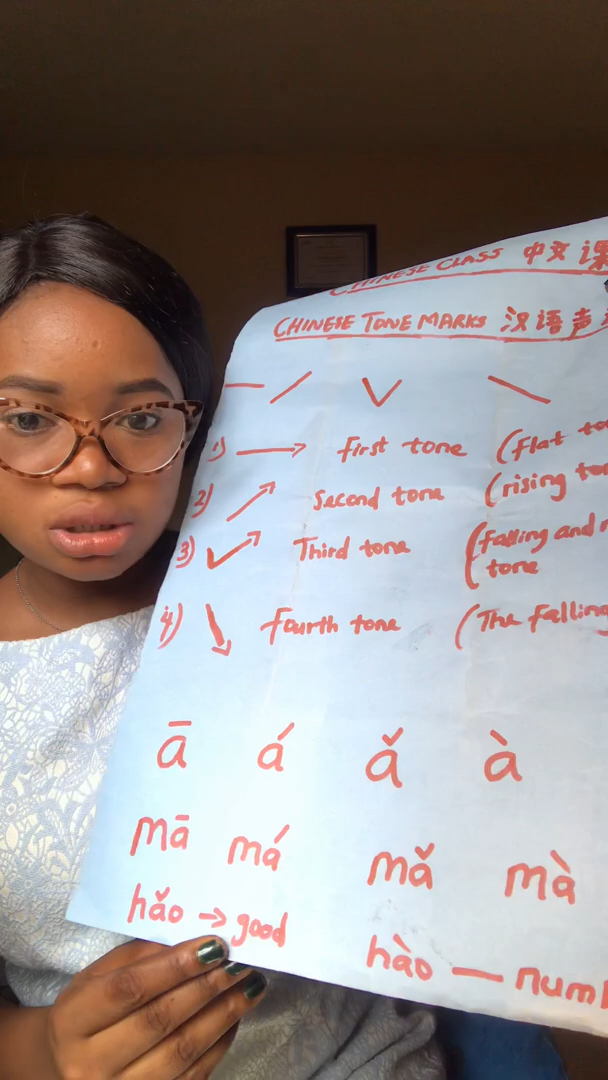 CHINESE CLASS 中文课
CHINESE TONE MARKS 汉语声
1) → first tone (flat
2) ↗ second tone (rising
3) Third tone (falling and
tone
4) fourth tone (The falling
ā á ǎ à
mā má mǎ mà
hǎo → good hào —